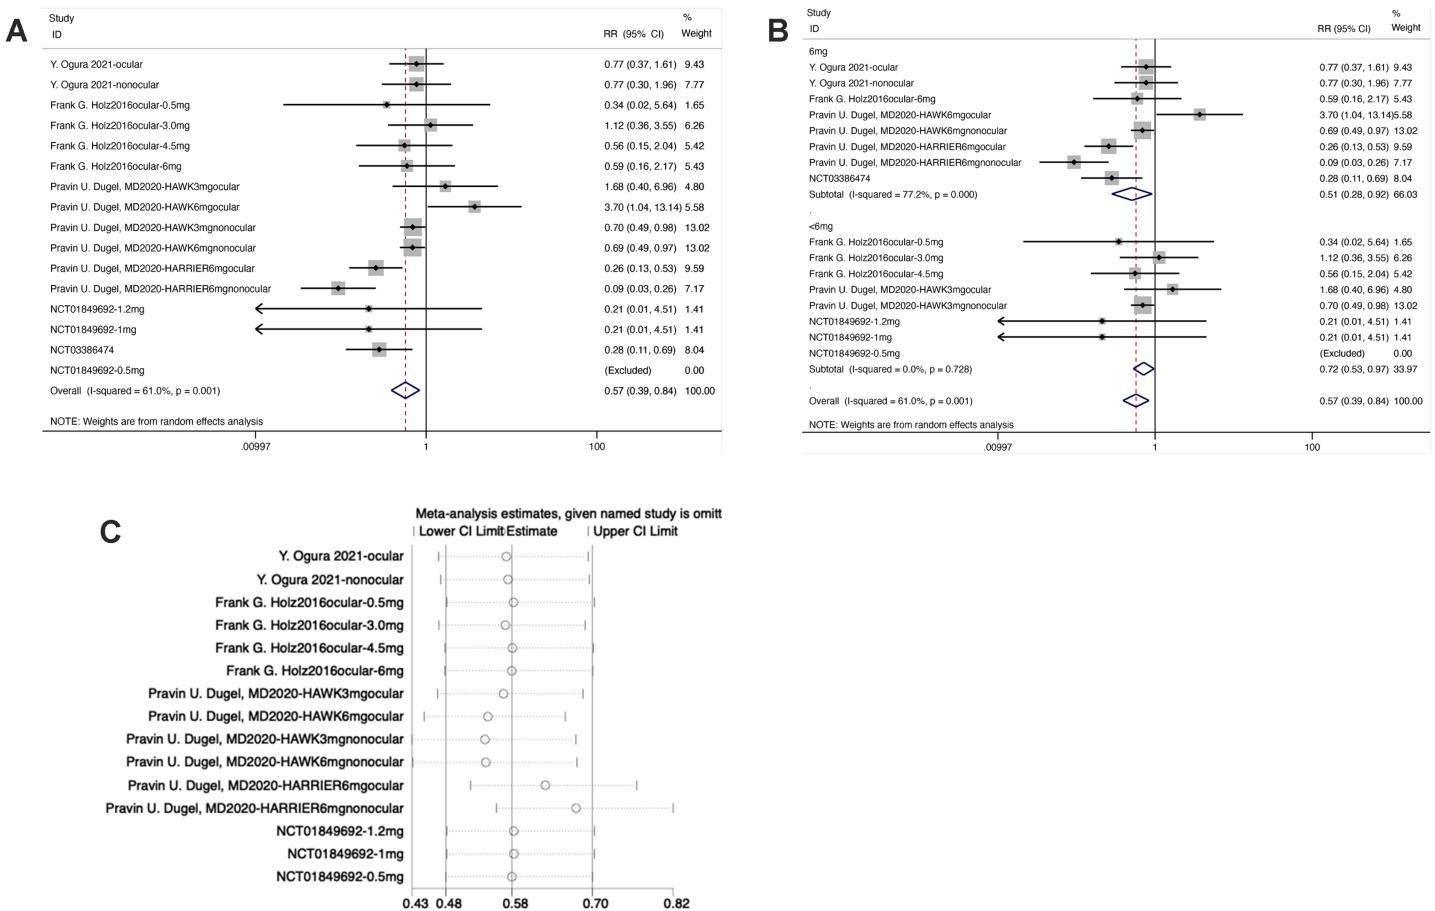 A
Study
%
ID
RR (95% CI)
Weight
Y. Ogura 2021-ocular 0.77 (0.37, 1.61) 9.43
Y. Ogura 2021-nonocular 0.77 (0.30, 1.96) 7.77
Frank G. Holz2016ocular-0.5mg 0.34 (0.02, 5.64) 1.65
Frank G. Holz2016ocular-3.0mg 1.12 (0.36, 3.55) 6.26
Frank G. Holz2016ocular-4.5mg 0.56 (0.15, 2.04) 5.42
Frank G. Holz2016ocular-6mg 0.59 (0.16, 2.17) 5.43
Pravin U. Dugel, MD2020-HAWK3mgocular 1.68 (0.40, 6.96) 4.80
Pravin U. Dugel, MD2020-HAWK6mgocular 3.70 (1.04, 13.14) 5.58
Pravin U. Dugel, MD2020-HAWK3mgnonocular 0.70 (0.49, 0.98) 13.02
Pravin U. Dugel, MD2020-HAWK6mgnonocular 0.69 (0.49, 0.97) 13.02
Pravin U. Dugel, MD2020-HARRIER6mgocular 0.26 (0.13, 0.53) 9.59
Pravin U. Dugel, MD2020-HARRIER6mgnonocular 0.09 (0.03, 0.26) 7.17
NCT01849692-1.2mg 0.21 (0.01, 4.51) 1.41
NCT01849692-1mg 0.21 (0.01, 4.51) 1.41
NCT03386474 0.28 (0.11, 0.69) 8.04
NCT01849692-0.5mg (Excluded) 0.00
Overall (I-squared = 61.0%, p = 0.001) 0.57 (0.39, 0.84) 100.00
NOTE: Weights are from random effects analysis
.00997 1 100
B
Study
%
ID
RR (95% CI)
Weight
6mg
Y. Ogura 2021-ocular 0.77 (0.37, 1.61) 9.43
Y. Ogura 2021-nonocular 0.77 (0.30, 1.96) 7.77
Frank G. Holz2016ocular-6mg 0.59 (0.16, 2.17) 5.43
Pravin U. Dugel, MD2020-HAWK6mgocular 3.70 (1.04, 13.14)5.58
Pravin U. Dugel, MD2020-HAWK6mgnonocular 0.69 (0.49, 0.97) 13.02
Pravin U. Dugel, MD2020-HARRIER6mgocular 0.26 (0.13, 0.53) 9.59
Pravin U. Dugel, MD2020-HARRIER6mgnonocular 0.09 (0.03, 0.26) 7.17
NCT03386474 0.28 (0.11, 0.69) 8.04
Subtotal (I-squared = 77.2%, p = 0.000) 0.51 (0.28, 0.92) 66.03
.
<6mg
Frank G. Holz2016ocular-0.5mg 0.34 (0.02, 5.64) 1.65
Frank G. Holz2016ocular-3.0mg 1.12 (0.36, 3.55) 6.26
Frank G. Holz2016ocular-4.5mg 0.56 (0.15, 2.04) 5.42
Pravin U. Dugel, MD2020-HAWK3mgocular 1.68 (0.40, 6.96) 4.80
Pravin U. Dugel, MD2020-HAWK3mgnonocular 0.70 (0.49, 0.98) 13.02
NCT01849692-1.2mg 0.21 (0.01, 4.51) 1.41
NCT01849692-1mg 0.21 (0.01, 4.51) 1.41
NCT01849692-0.5mg (Excluded) 0.00
Subtotal (I-squared = 0.0%, p = 0.728) 0.72 (0.53, 0.97) 33.97
.
Overall (I-squared = 61.0%, p = 0.001) 0.57 (0.39, 0.84) 100.00
NOTE: Weights are from random effects analysis
.00997 1 100
C
Meta-analysis estimates, given named study is omitt
Lower CI Limit Estimate Upper CI Limit
Y. Ogura 2021-ocular
Y. Ogura 2021-nonocular
Frank G. Holz2016ocular-0.5mg
Frank G. Holz2016ocular-3.0mg
Frank G. Holz2016ocular-4.5mg
Frank G. Holz2016ocular-6mg
Pravin U. Dugel, MD2020-HAWK3mgocular
Pravin U. Dugel, MD2020-HAWK6mgocular
Pravin U. Dugel, MD2020-HAWK3mgnonocular
Pravin U. Dugel, MD2020-HAWK6mgnonocular
Pravin U. Dugel, MD2020-HARRIER6mgocular
Pravin U. Dugel, MD2020-HARRIER6mgnonocular
NCT01849692-1.2mg
NCT01849692-1mg
NCT01849692-0.5mg
0.43 0.48 0.58 0.70 0.82